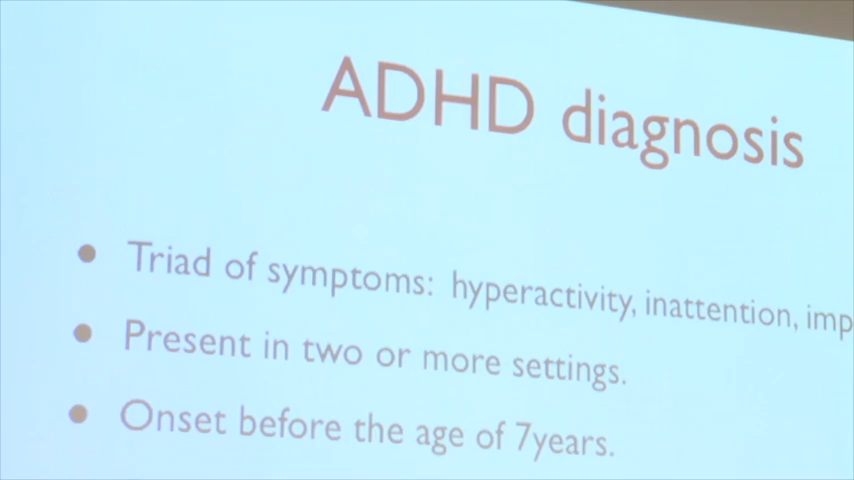 ADHD diagnosis
• Triad of symptoms: hyperactivity, inattention,
• Present in two or more settings.
• Onset before the age of 7years.